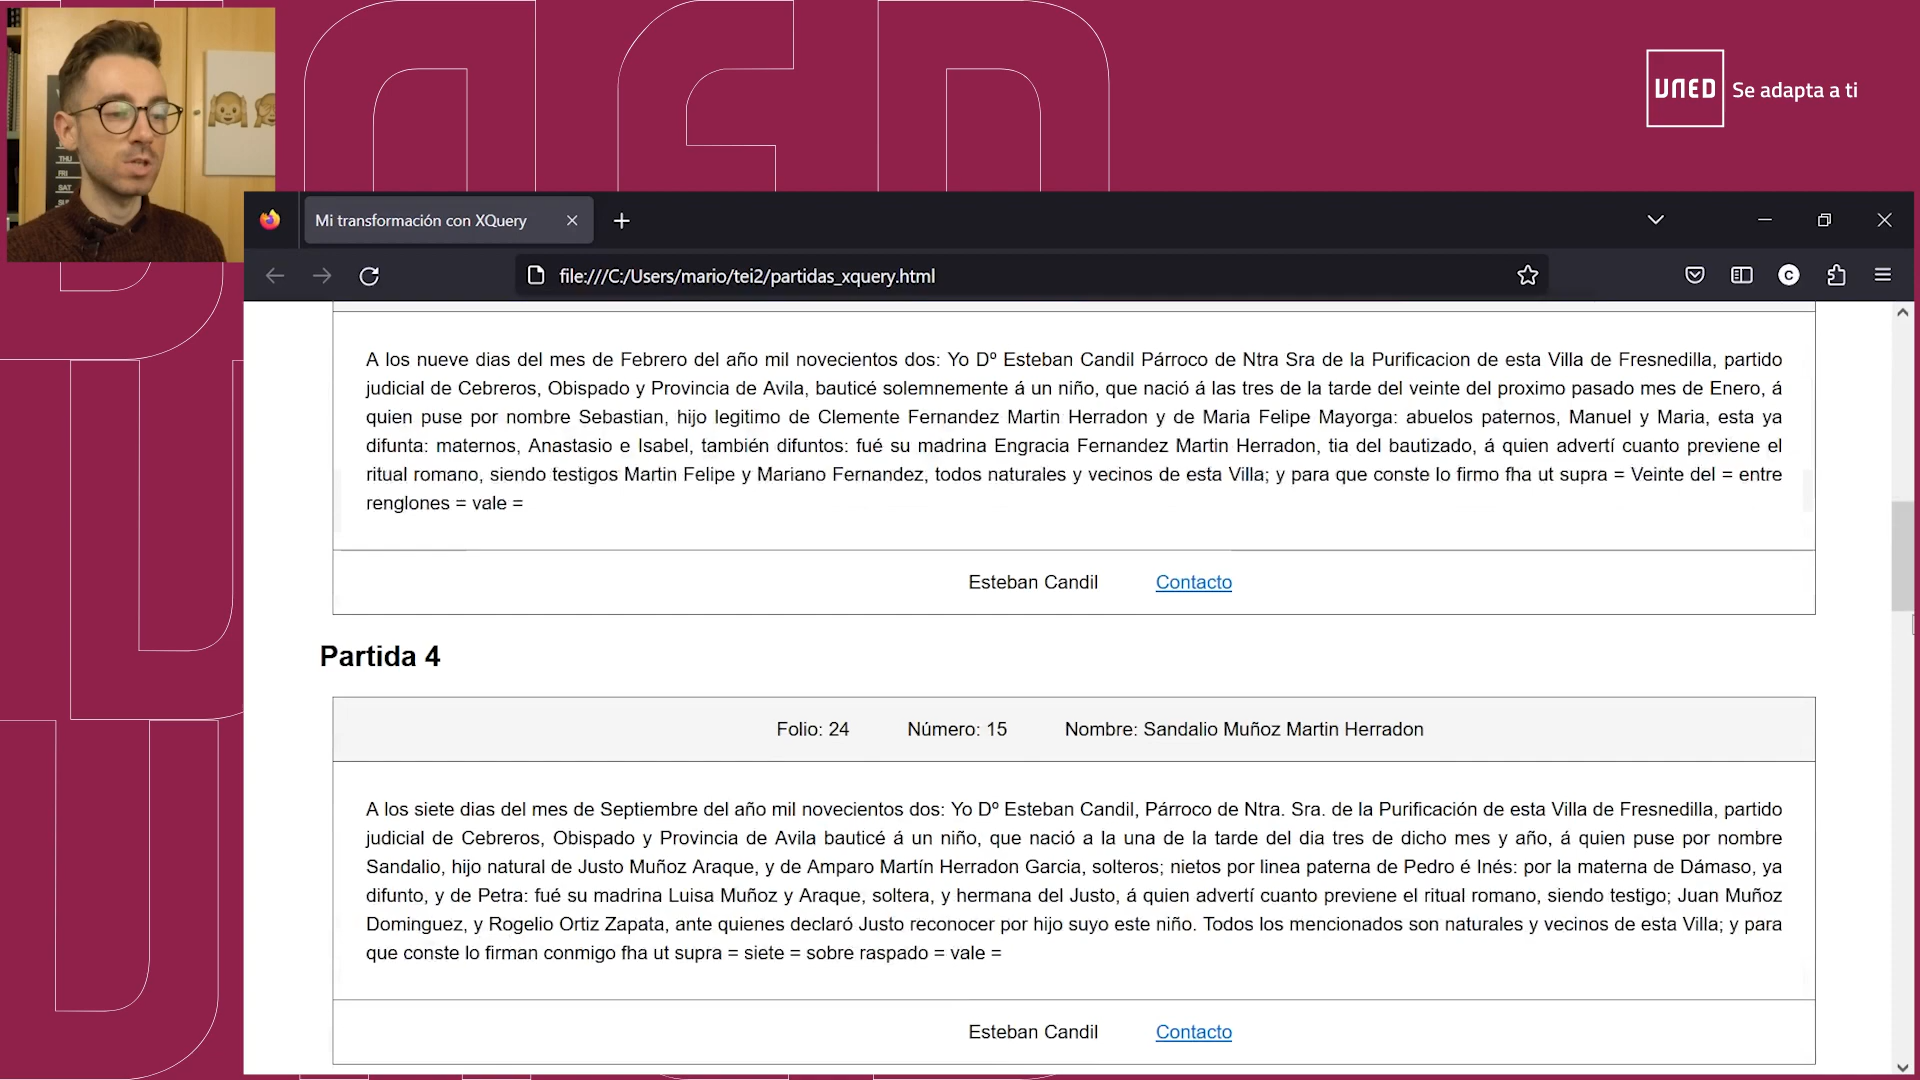 UNED Se adapta a ti
THU
FRI
SAT
Mi transformación con XQuery
file:///C:/Users/mario/tei2/partidas_xquery.html
A los nueve dias del mes de Febrero del año mil novecientos dos: Yo Dº Esteban Candil Párroco de Ntra Sra de la Purificacion de esta Villa de Fresnedilla, partido
judicial de Cebreros, Obispado y Provincia de Avila, bauticé solemnemente á un niño, que nació á las tres de la tarde del veinte del proximo pasado mes de Enero, á
quien puse por nombre Sebastian, hijo legitimo de Clemente Fernandez Martin Herradon y de Maria Felipe Mayorga: abuelos paternos, Manuel y Maria, esta ya
difunta: maternos, Anastasio e Isabel, también difuntos: fué su madrina Engracia Fernandez Martin Herradon, tia del bautizado, á quien advertí cuanto previene el
ritual romano, siendo testigos Martin Felipe y Mariano Fernandez, todos naturales y vecinos de esta Villa; y para que conste lo firmo fha ut supra = Veinte del = entre
renglones = vale =
Esteban Candil Contacto
Partida 4
Folio: 24 Número: 15 Nombre: Sandalio Muñoz Martin Herradon
A los siete dias del mes de Septiembre del año mil novecientos dos: Yo Dº Esteban Candil, Párroco de Ntra. Sra. de la Purificación de esta Villa de Fresnedilla, partido
judicial de Cebreros, Obispado y Provincia de Avila bauticé á un niño, que nació a la una de la tarde del dia tres de dicho mes y año, á quien puse por nombre
Sandalio, hijo natural de Justo Muñoz Araque, y de Amparo Martín Herradon Garcia, solteros; nietos por linea paterna de Pedro é Inés: por la materna de Dámaso, ya
difunto, y de Petra: fué su madrina Luisa Muñoz y Araque, soltera, y hermana del Justo, á quien advertí cuanto previene el ritual romano, siendo testigo; Juan Muñoz
Dominguez, y Rogelio Ortiz Zapata, ante quienes declaró Justo reconocer por hijo suyo este niño. Todos los mencionados son naturales y vecinos de esta Villa; y para
que conste lo firman conmigo fha ut supra = siete = sobre raspado = vale =
Esteban Candil Contacto